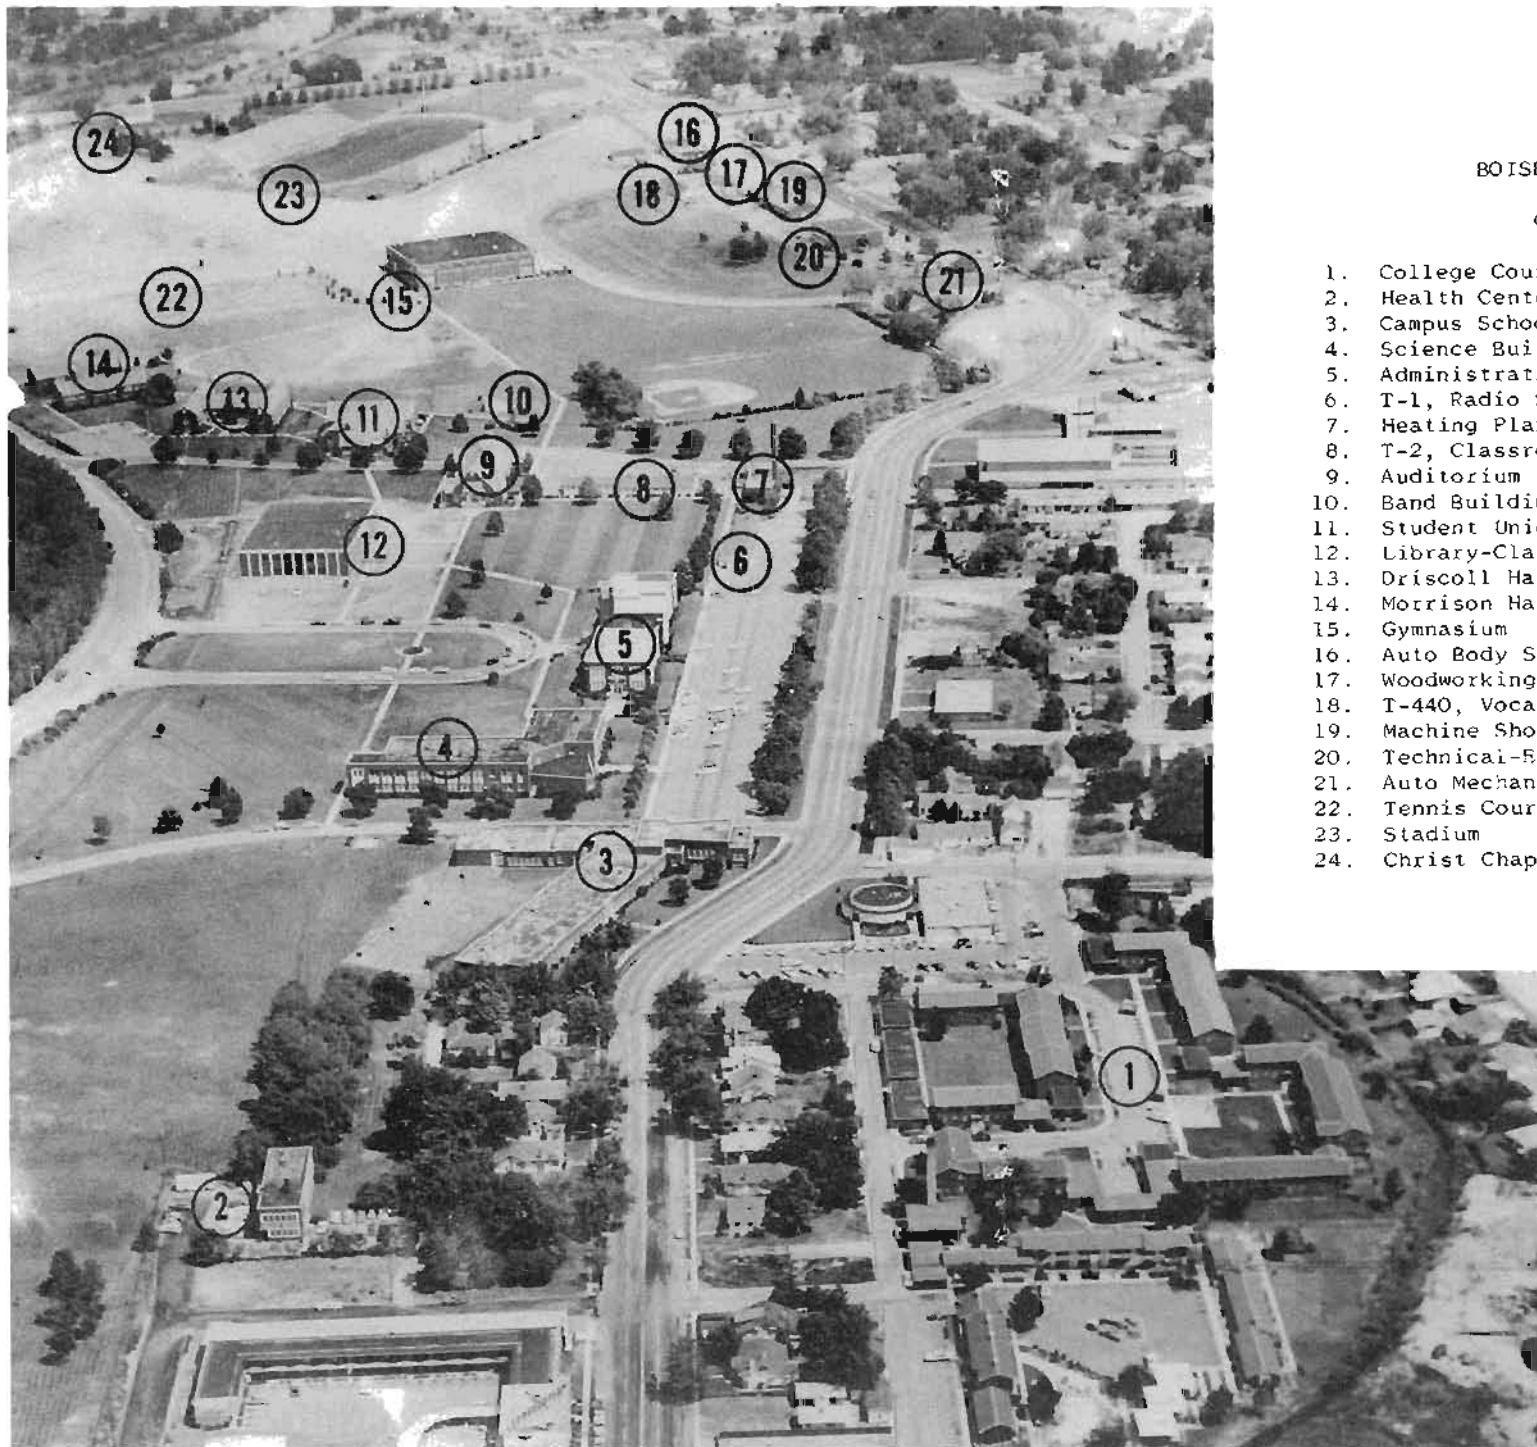 24
16
17
18
19
23
20
21
22
15
14
13
10
11
9
8
7
12
6
5
4
3
1
2
BOISE
1. College Cou
2. Health Cent
3. Campus Schoo
4. Science Bui
5. Administrat
6. T-1, Radio
7. Heating Pla
8. T-2, Classr
9. Auditorium
10. Band Buildi
11. Student Uni
12. Library-Cla
13. Driscoll Ha
14. Morrison Ha
15. Gymnasium
16. Auto Body S
17. Woodworking
18. T-440, Voca
19. Machine Sho
20. Technical-
21. Auto Mechan
22. Tennis Cour
23. Stadium
24. Christ Chap